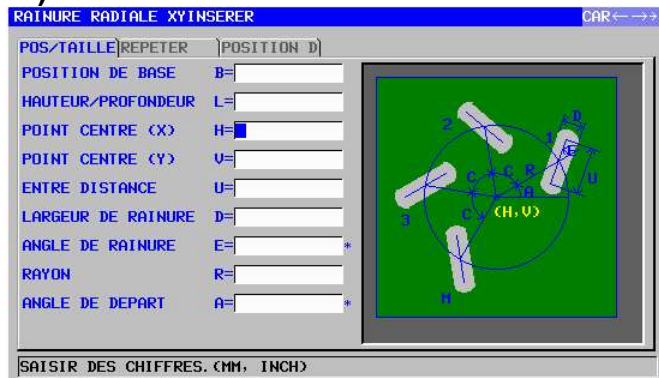 RAINURE RADIALE XYINSERER CAR←→
POS/TAILLE REPETER POSITION D
POSITION DE BASE B=
HAUTEUR/PROFONDEUR L=
POINT CENTRE (X) H=
POINT CENTRE (Y) V=
ENTRE DISTANCE U=
LARGEUR DE RAINURE D=
ANGLE DE RAINURE E= *
RAYON R=
ANGLE DE DEPART A= *
2 1 D
E
C C R U
C A
3 C (H,V)
M
SAISIR DES CHIFFRES.(MM, INCH)